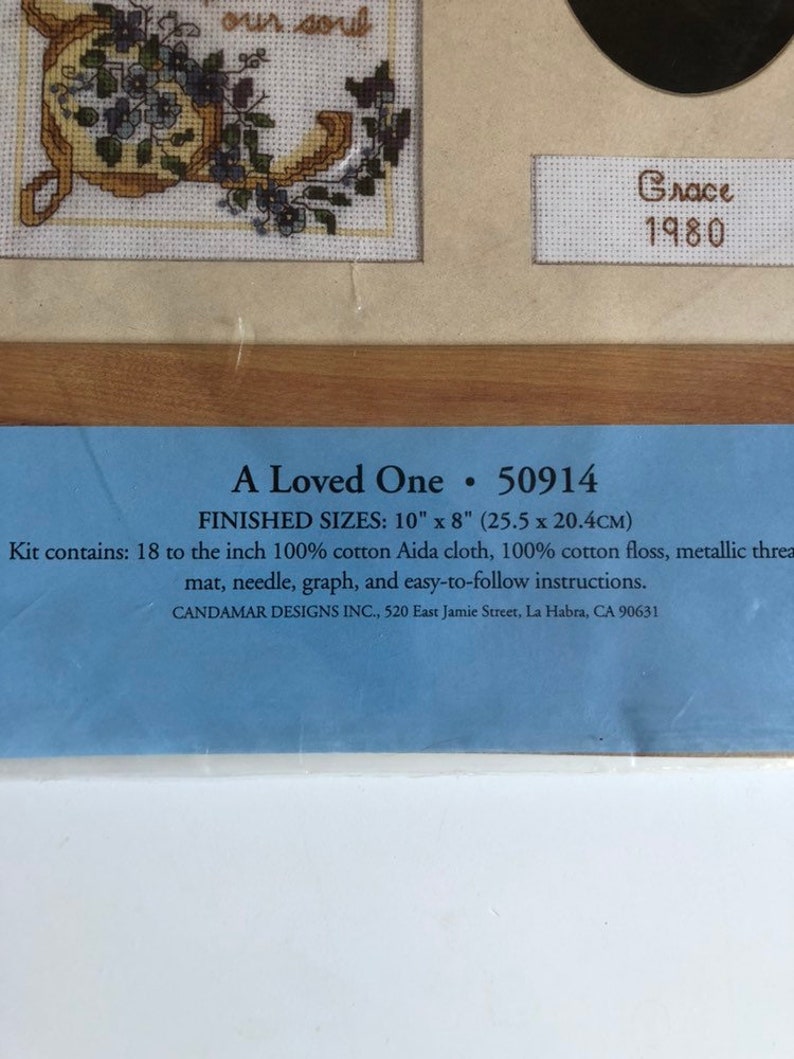 our soul
Grace
1980
A Loved One • 50914
FINISHED SIZES: 10" x 8" (25.5 x 20.4CM)
Kit contains: 18 to the inch 100% cotton Aida cloth, 100% cotton floss, metallic threa
mat, needle, graph, and easy-to-follow instructions.
CANDAMAR DESIGNS INC., 520 East Jamie Street, La Habra, CA 90631